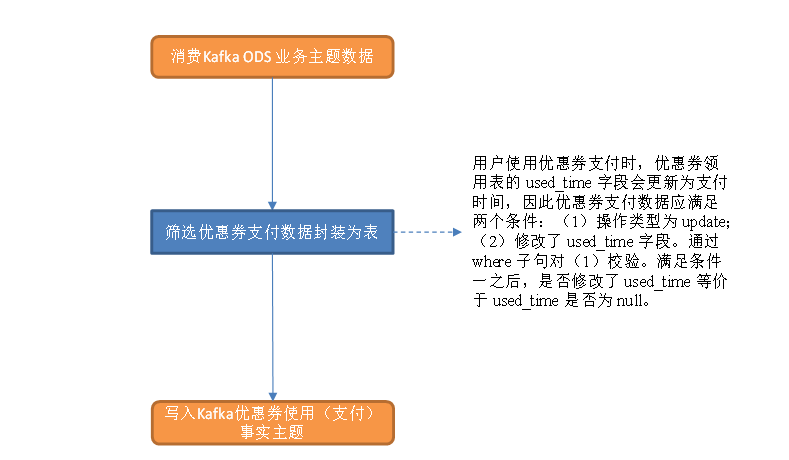 消费Kafka ODS 业务主题数据
用户使用优惠券支付时，优惠券领
用表的 used_time 字段会更新为支付
时间，因此优惠券支付数据应满足
两个条件：（1）操作类型为 update；
（2）修改了 used_time 字段。通过
where 子句对（1）校验。满足条件
一之后，是否修改了 used_time 等价
于 used_time 是否为 null。
筛选优惠券支付数据封装为表
写入Kafka优惠券使用（支付）
事实主题